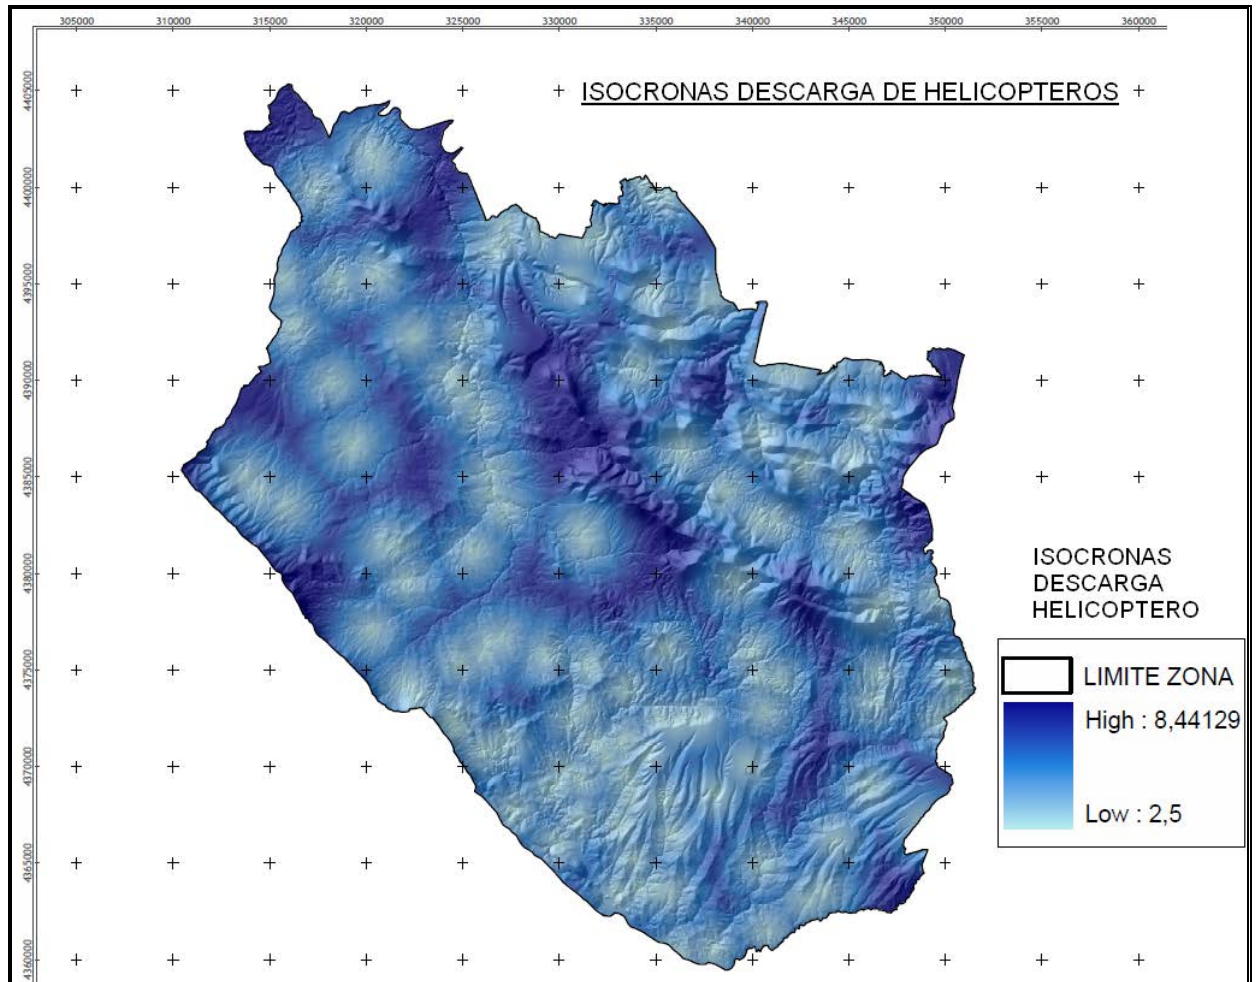 305000 310000 315000 320000 325000 330000 335000 340000 345000 350000 355000 360000
4405000
ISOCRONAS DESCARGA DE HELICOPTEROS
4400000
4395000
4390000
4385000
4380000
4375000
4370000
4365000
4360000
ISOCRONAS
DESCARGA
HELICOPTERO
LIMITE ZONA
High : 8,44129
Low : 2,5